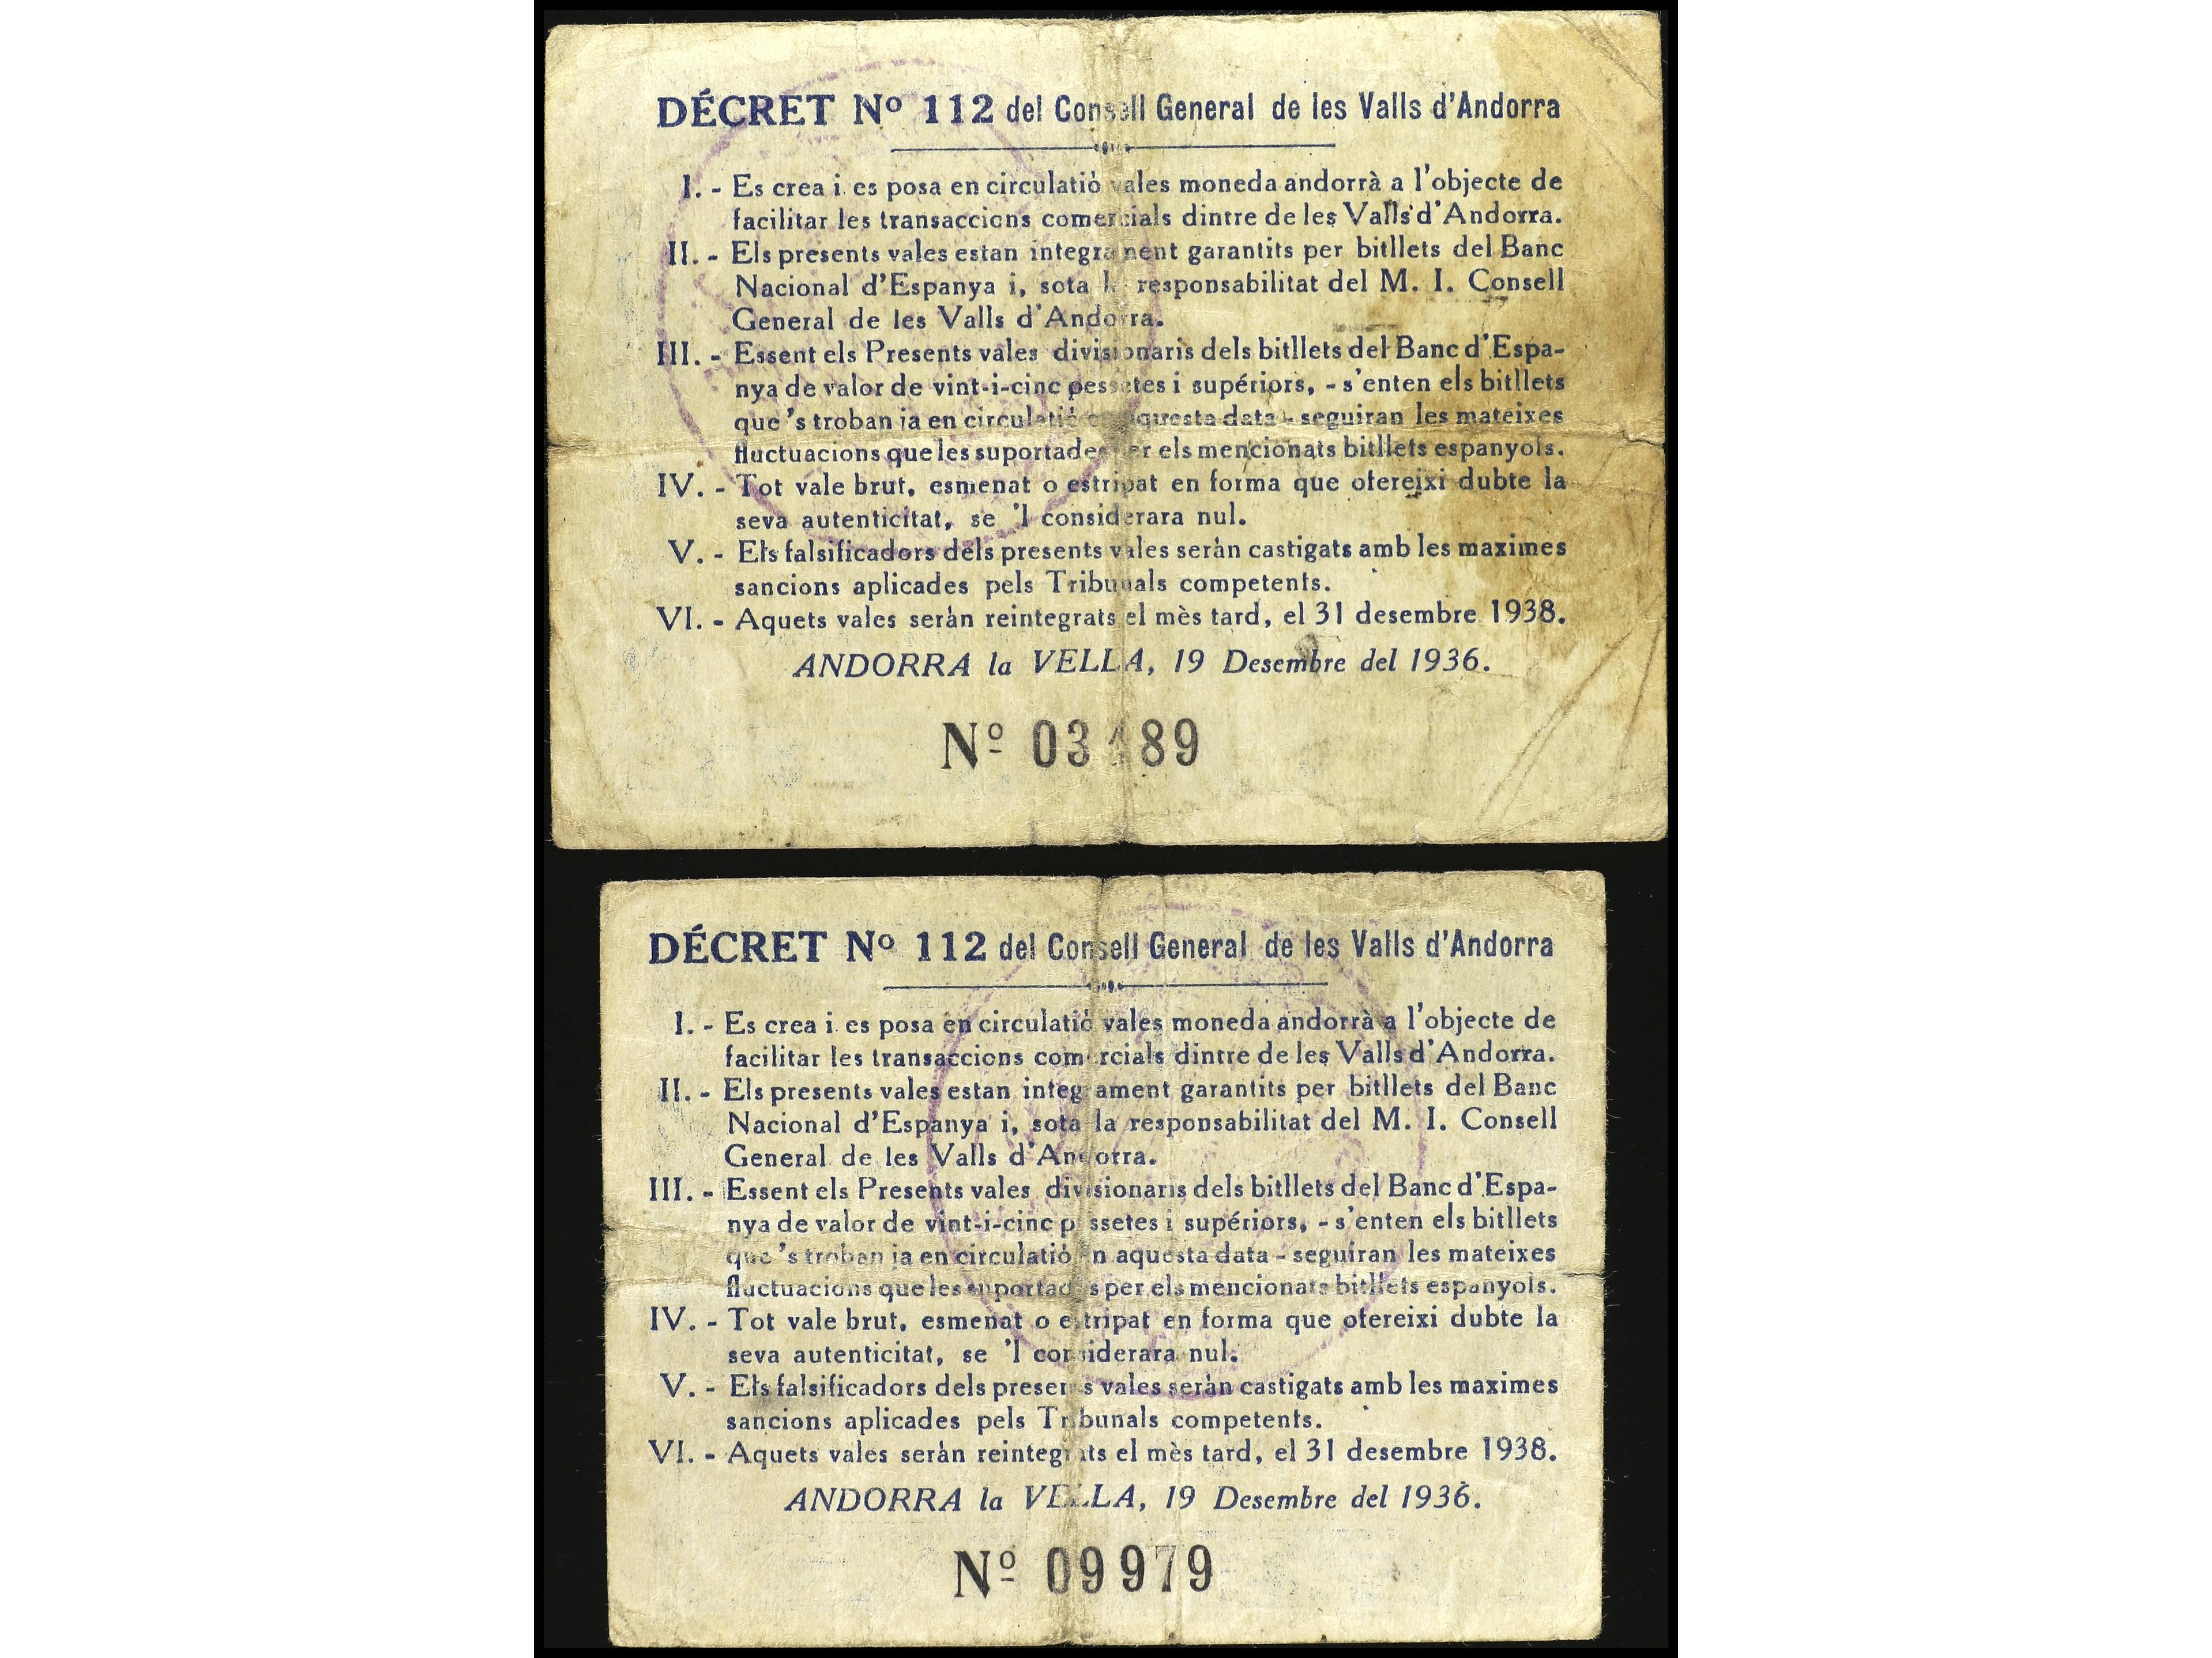 DÉCRET Nº 112 del Consell General de les Valls d'Andorra
I. - Es crea i es posa en circulatiò vales moneda andorrà a l'objecte de
facilitar les transaccions comercials dintre de les Valls d'Andorra.
II. - Els presents vales estan integrament garantits per bitllets del Banc
Nacional d'Espanya i, sota la responsabilitat del M. I. Consell
General de les Valls d'Andorra.
III. - Essent els Presents vales divisionaris dels bitllets del Banc d'Espa-
nya de valor de vint-i-cinc pessetes i supériors, - s'enten els bitllets
que 's troban ja en circulatiò en aquesta data - seguiran les mateixes
fluctuacions que les suportades per els mencionats bitllets espanyols.
IV. - Tot vale brut, esmenat o estripat en forma que ofereixi dubte la
seva autenticitat, se 'l considerara nul.
V. - Els falsificadors dels presents vales seràn castigats amb les maximes
sancions aplicades pels Tribunals competents.
VI. - Aquets vales seràn reintegrats el mès tard, el 31 desembre 1938.
ANDORRA la VELLA, 19 Desembre del 1936.
Nº 03189
DÉCRET Nº 112 del Consell General de les Valls d'Andorra
I. - Es crea i es posa en circulatiò vales moneda andorrà a l'objecte de
facilitar les transaccions comercials dintre de les Valls d'Andorra.
II. - Els presents vales estan integrament garantits per bitllets del Banc
Nacional d'Espanya i, sota la responsabilitat del M. I. Consell
General de les Valls d'Andorra.
III. - Essent els Presents vales divisionaris dels bitllets del Banc d'Espa-
nya de valor de vint-i-cinc pessetes i supériors, - s'enten els bitllets
que 's troban ja en circulatiò en aquesta data - seguiran les mateixes
fluctuacions que les suportades per els mencionats bitllets espanyols.
IV. - Tot vale brut, esmenat o estripat en forma que ofereixi dubte la
seva autenticitat, se 'l considerara nul.
V. - Els falsificadors dels presents vales seràn castigats amb les maximes
sancions aplicades pels Tribunals competents.
VI. - Aquets vales seràn reintegrats el mès tard, el 31 desembre 1938.
ANDORRA la VELLA, 19 Desembre del 1936.
Nº 09979